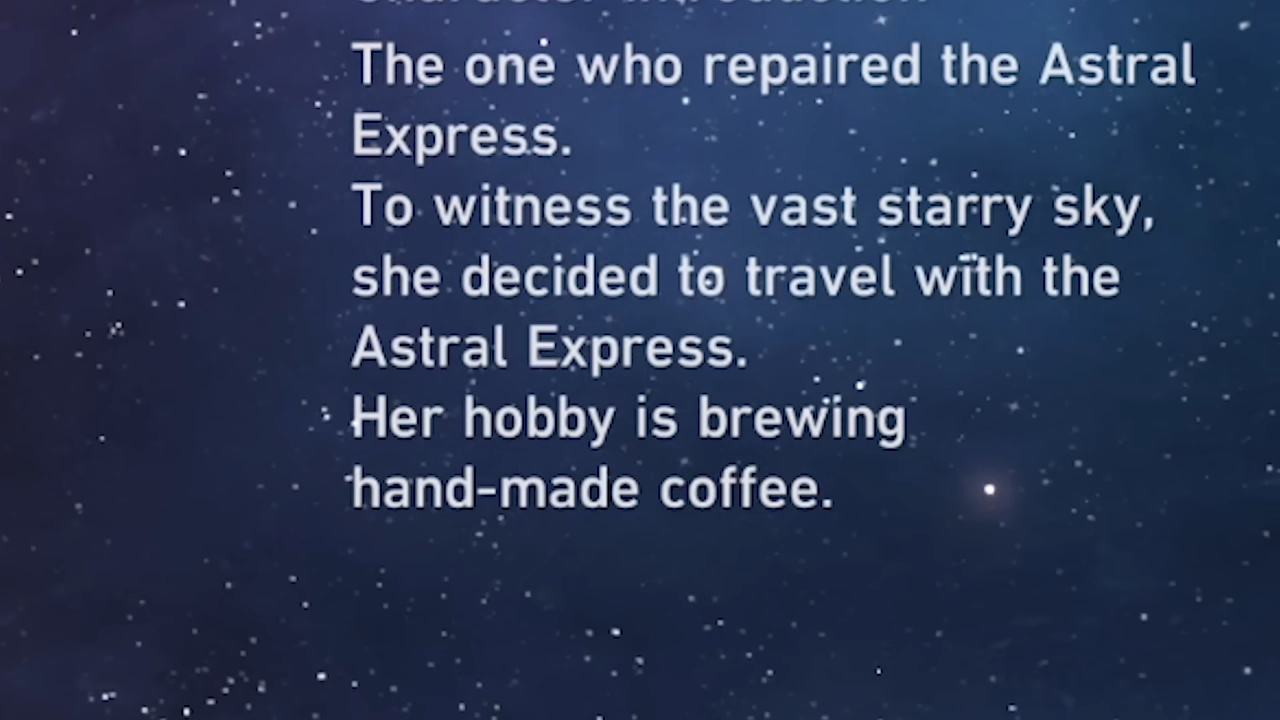 The one who repaired the Astral
Express.
To witness the vast starry sky,
she decided to travel with the
Astral Express.
Her hobby is brewing
hand-made coffee.